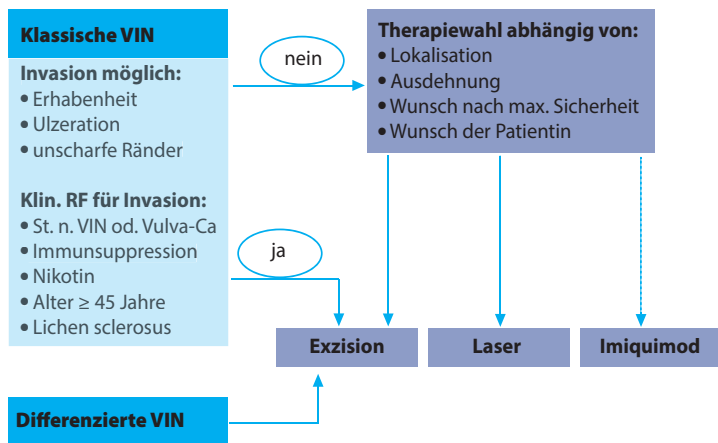 Klassische VIN
Invasion möglich:
• Erhabenheit
• Ulzeration
• unscharfe Ränder
Klin. RF für Invasion:
• St. n. VIN od. Vulva-Ca
• Immunsuppression
• Nikotin
• Alter ≥ 45 Jahre
• Lichen sclerosus
nein
ja
Therapiewahl abhängig von:
• Lokalisation
• Ausdehnung
• Wunsch nach max. Sicherheit
• Wunsch der Patientin
Exzision
Laser
Imiquimod
Differenzierte VIN